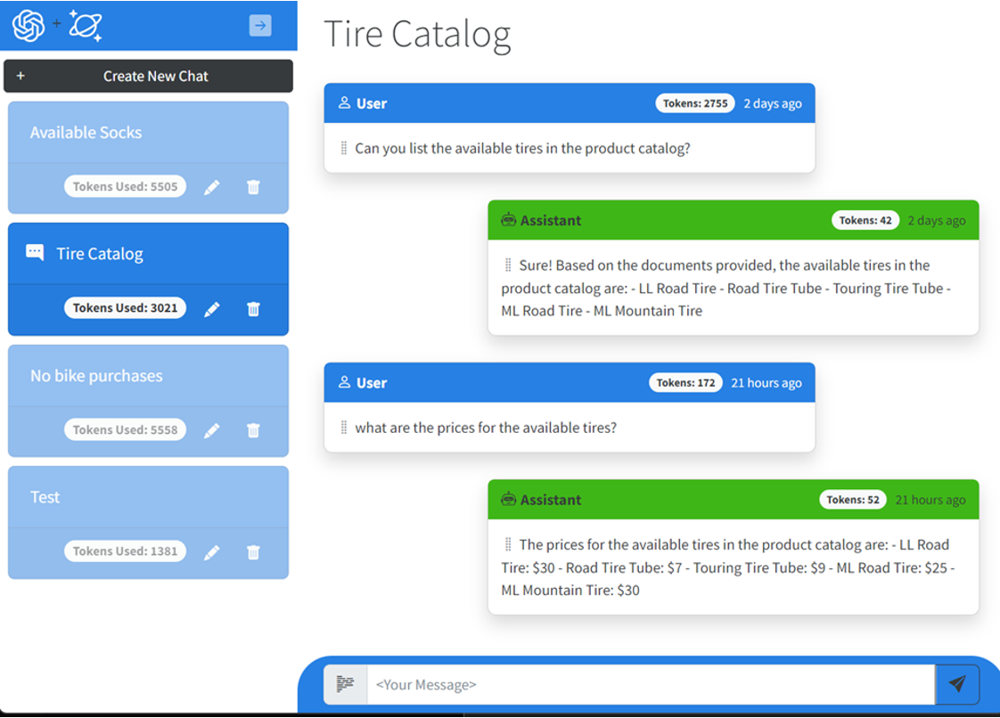 +
+ Create New Chat
Available Socks
Tokens Used: 5505
Tire Catalog
Tokens Used: 3021
No bike purchases
Tokens Used: 5558
Test
Tokens Used: 1381
Tire Catalog
User Tokens: 2755 2 days ago
Can you list the available tires in the product catalog?
Assistant Tokens: 42 2 days ago
Sure! Based on the documents provided, the available tires in the
product catalog are: - LL Road Tire - Road Tire Tube - Touring Tire Tube -
ML Road Tire - ML Mountain Tire
User Tokens: 172 21 hours ago
what are the prices for the available tires?
Assistant Tokens: 52 21 hours ago
The prices for the available tires in the product catalog are: - LL Road
Tire: $30 - Road Tire Tube: $7 - Touring Tire Tube: $9 - ML Road Tire: $25 -
ML Mountain Tire: $30
<Your Message>